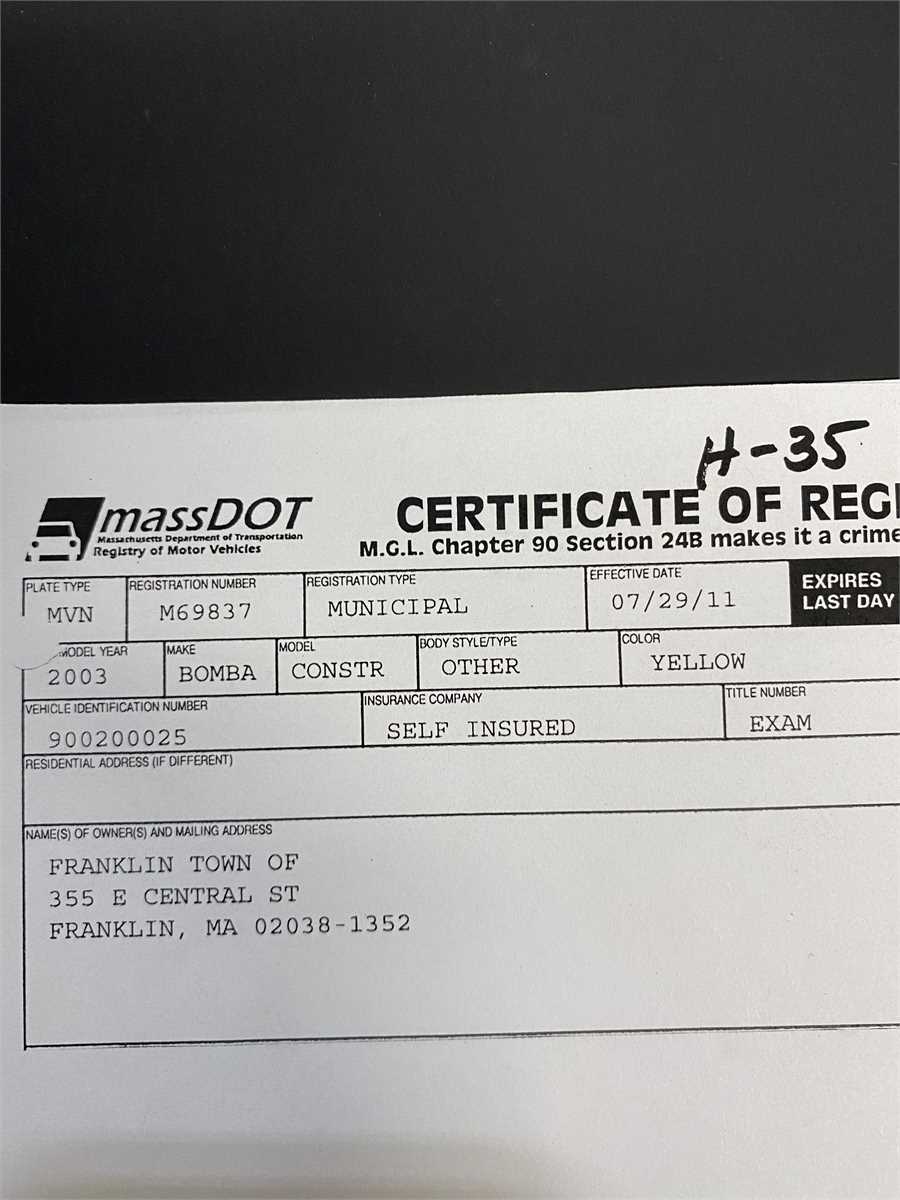 H-35
massDOT
Massachusetts Department of Transportation
Registry of Motor Vehicles
CERTIFICATE OF REGI
M.G.L. Chapter 90 Section 24B makes it a crime
PLATE TYPE REGISTRATION NUMBER REGISTRATION TYPE EFFECTIVE DATE EXPIRES
MVN M69837 MUNICIPAL 07/29/11 LAST DAY
MODEL YEAR MAKE MODEL BODY STYLE/TYPE COLOR
2003 BOMBA CONSTR OTHER YELLOW
VEHICLE IDENTIFICATION NUMBER INSURANCE COMPANY TITLE NUMBER
900200025 SELF INSURED EXAM
RESIDENTIAL ADDRESS (IF DIFFERENT)
NAME(S) OF OWNER(S) AND MAILING ADDRESS
FRANKLIN TOWN OF
355 E CENTRAL ST
FRANKLIN, MA 02038-1352